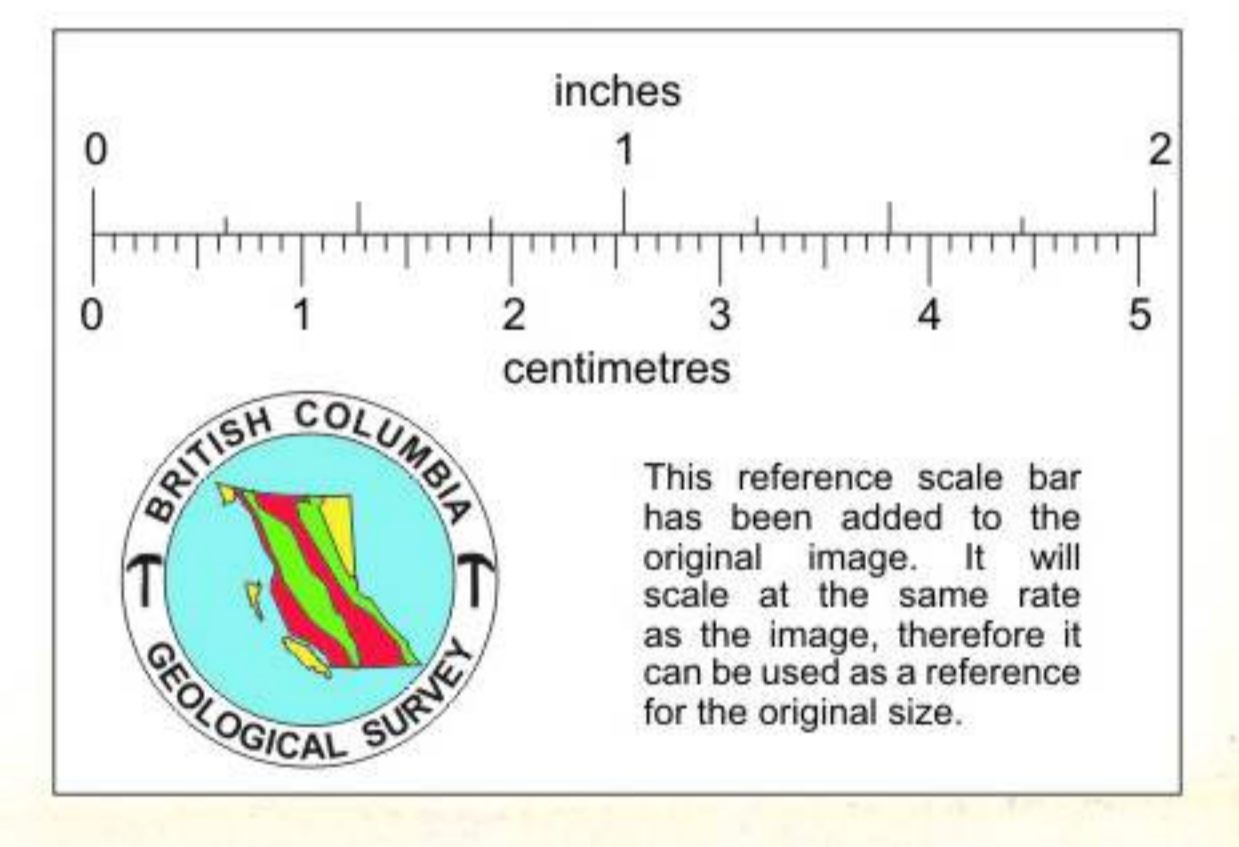 inches
0 1 2
0 1 2 3 4 5
centimetres
BRITISH COLUMBIA
GEOLOGICAL SURVEY
This reference scale bar
has been added to the
original image. It will
scale at the same rate
as the image, therefore it
can be used as a reference
for the original size.